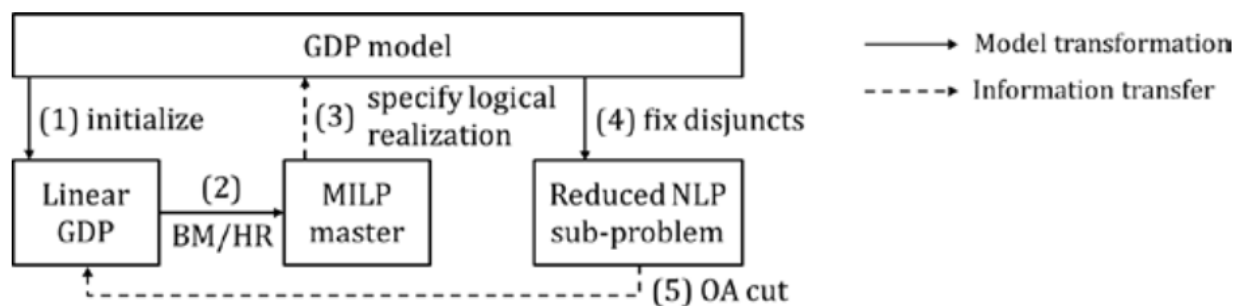 GDP model
Model transformation
Information transfer
(1) initialize
(3) specify logical
realization
(4) fix disjuncts
Linear
GDP
(2)
BM/HR
MILP
master
Reduced NLP
sub-problem
(5) OA cut